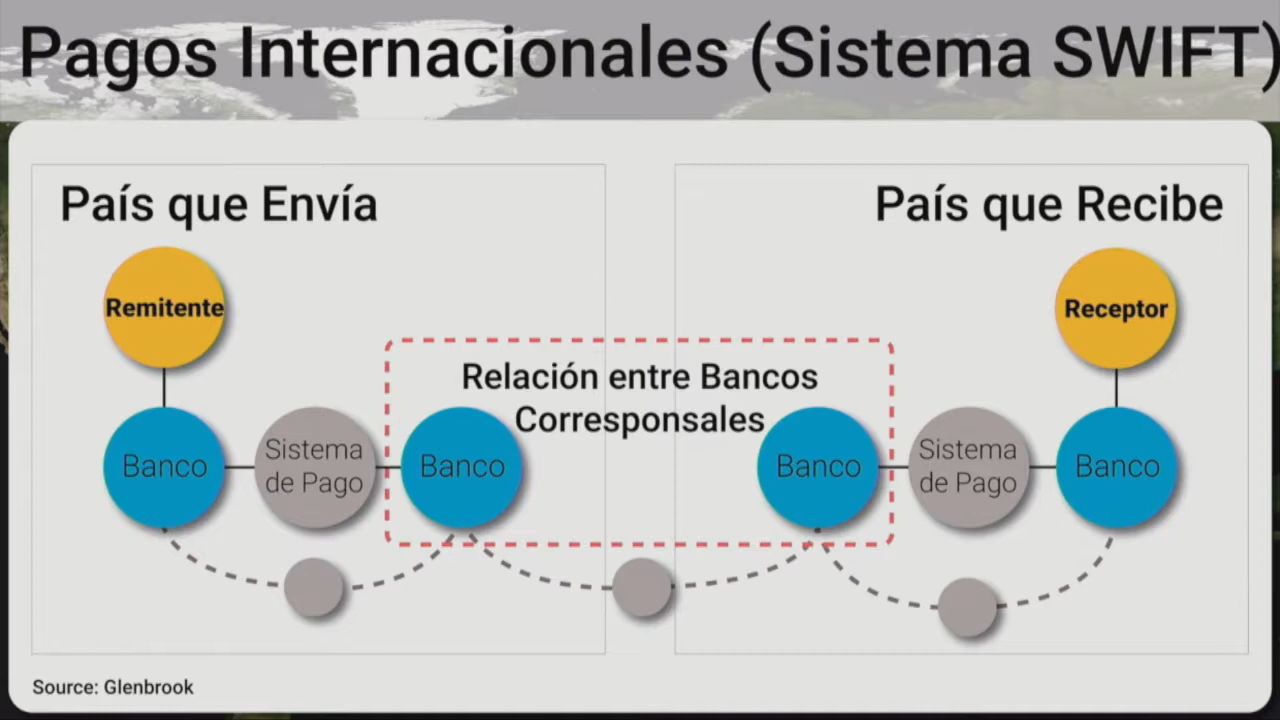 Pagos Internacionales (Sistema SWIFT)
País que Envía
País que Recibe
Remitente
Receptor
Relación entre Bancos
Corresponsales
Banco
Sistema
de Pago
Banco
Banco
Sistema
de Pago
Banco
Source: Glenbrook